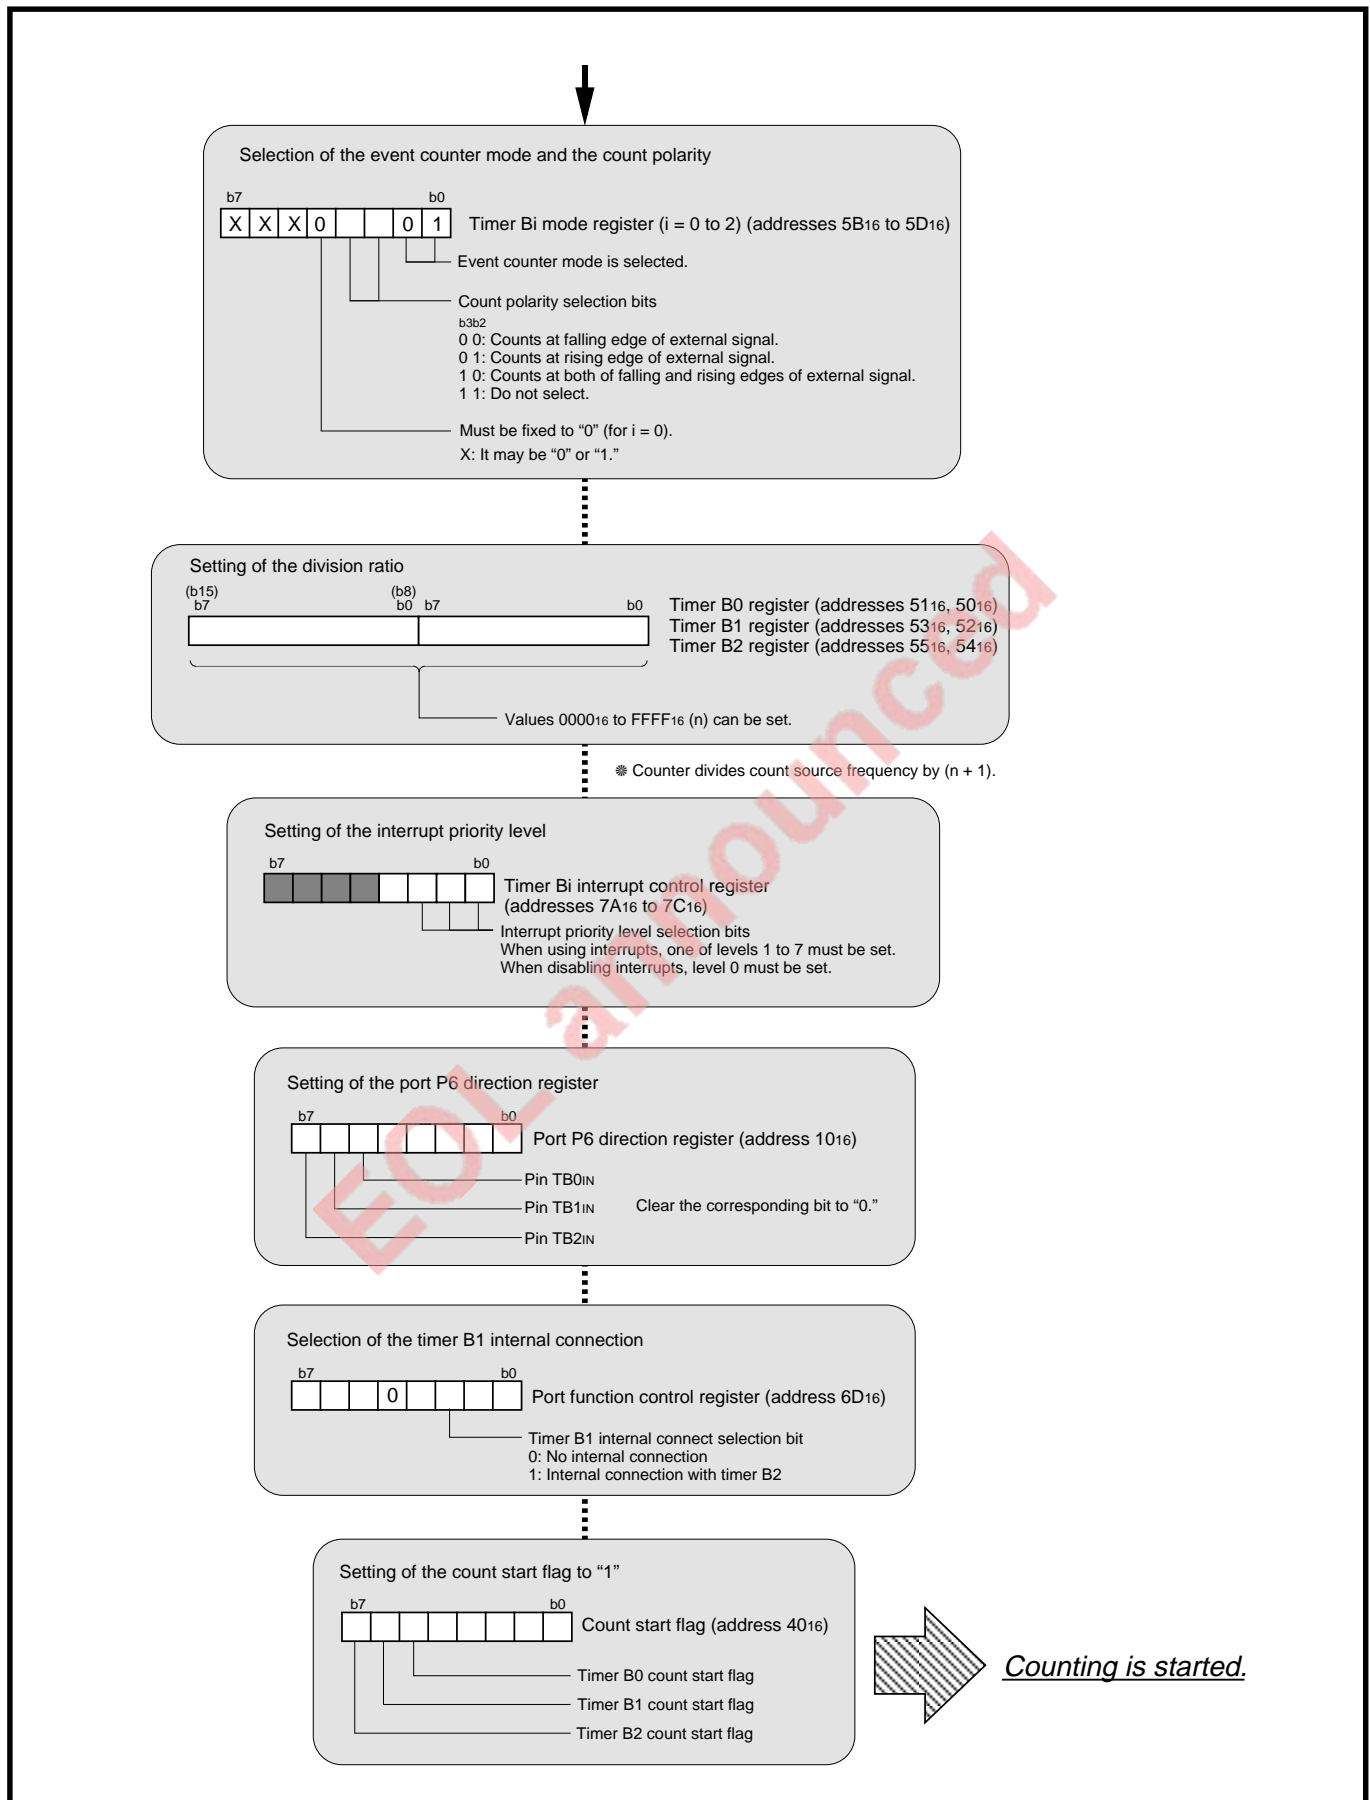 Selection of the event counter mode and the count polarity
b7 b0
X X X 0 0 1 Timer Bi mode register (i = 0 to 2) (addresses 5B16 to 5D16)
Event counter mode is selected.
Count polarity selection bits
b3b2
0 0: Counts at falling edge of external signal.
0 1: Counts at rising edge of external signal.
1 0: Counts at both of falling and rising edges of external signal.
1 1: Do not select.
Must be fixed to “0” (for i = 0).
X: It may be “0” or “1.”
Setting of the division ratio
(b15) (b8)
b7 b0 b7 b0
Timer B0 register (addresses 5116, 5016)
Timer B1 register (addresses 5316, 5216)
Timer B2 register (addresses 5516, 5416)
Values 000016 to FFFF16 (n) can be set.
❋ Counter divides count source frequency by (n + 1).
Setting of the interrupt priority level
b7 b0
Timer Bi interrupt control register
(addresses 7A16 to 7C16)
Interrupt priority level selection bits
When using interrupts, one of levels 1 to 7 must be set.
When disabling interrupts, level 0 must be set.
Setting of the port P6 direction register
b7 b0
Port P6 direction register (address 1016)
Pin TB0IN
Pin TB1IN Clear the corresponding bit to “0.”
Pin TB2IN
Selection of the timer B1 internal connection
b7 b0
0 Port function control register (address 6D16)
Timer B1 internal connect selection bit
0: No internal connection
1: Internal connection with timer B2
Setting of the count start flag to “1”
b7 b0
Count start flag (address 4016)
Timer B0 count start flag
Timer B1 count start flag
Timer B2 count start flag
Counting is started.
EOL announced